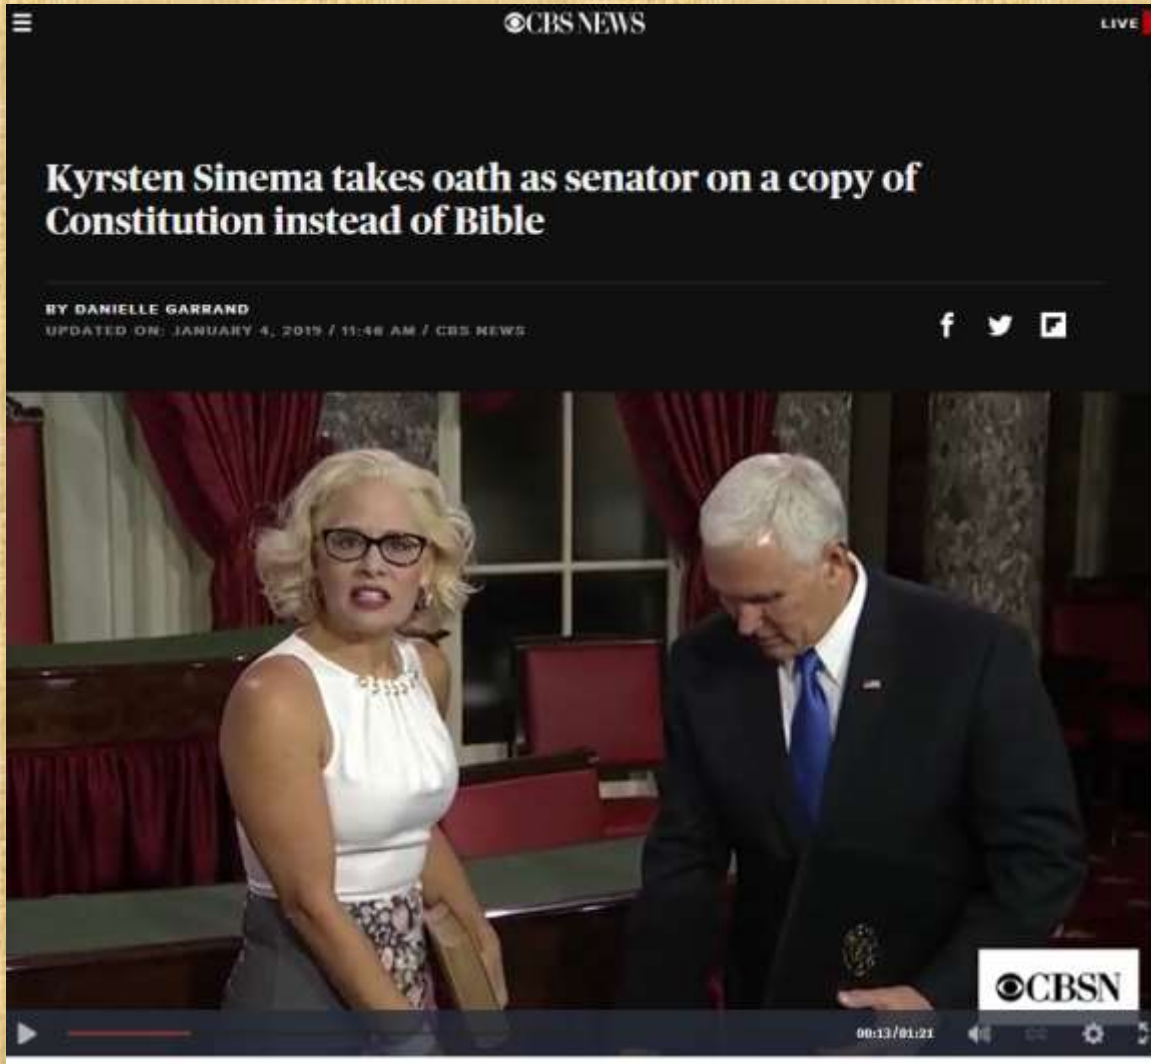 CBS NEWS
LIVE
Kyrsten Sinema takes oath as senator on a copy of
Constitution instead of Bible
BY DANIELLE GARRAND
UPDATED ON: JANUARY 4, 2019 / 11:46 AM / CBS NEWS
CBSN
00:13/01:21